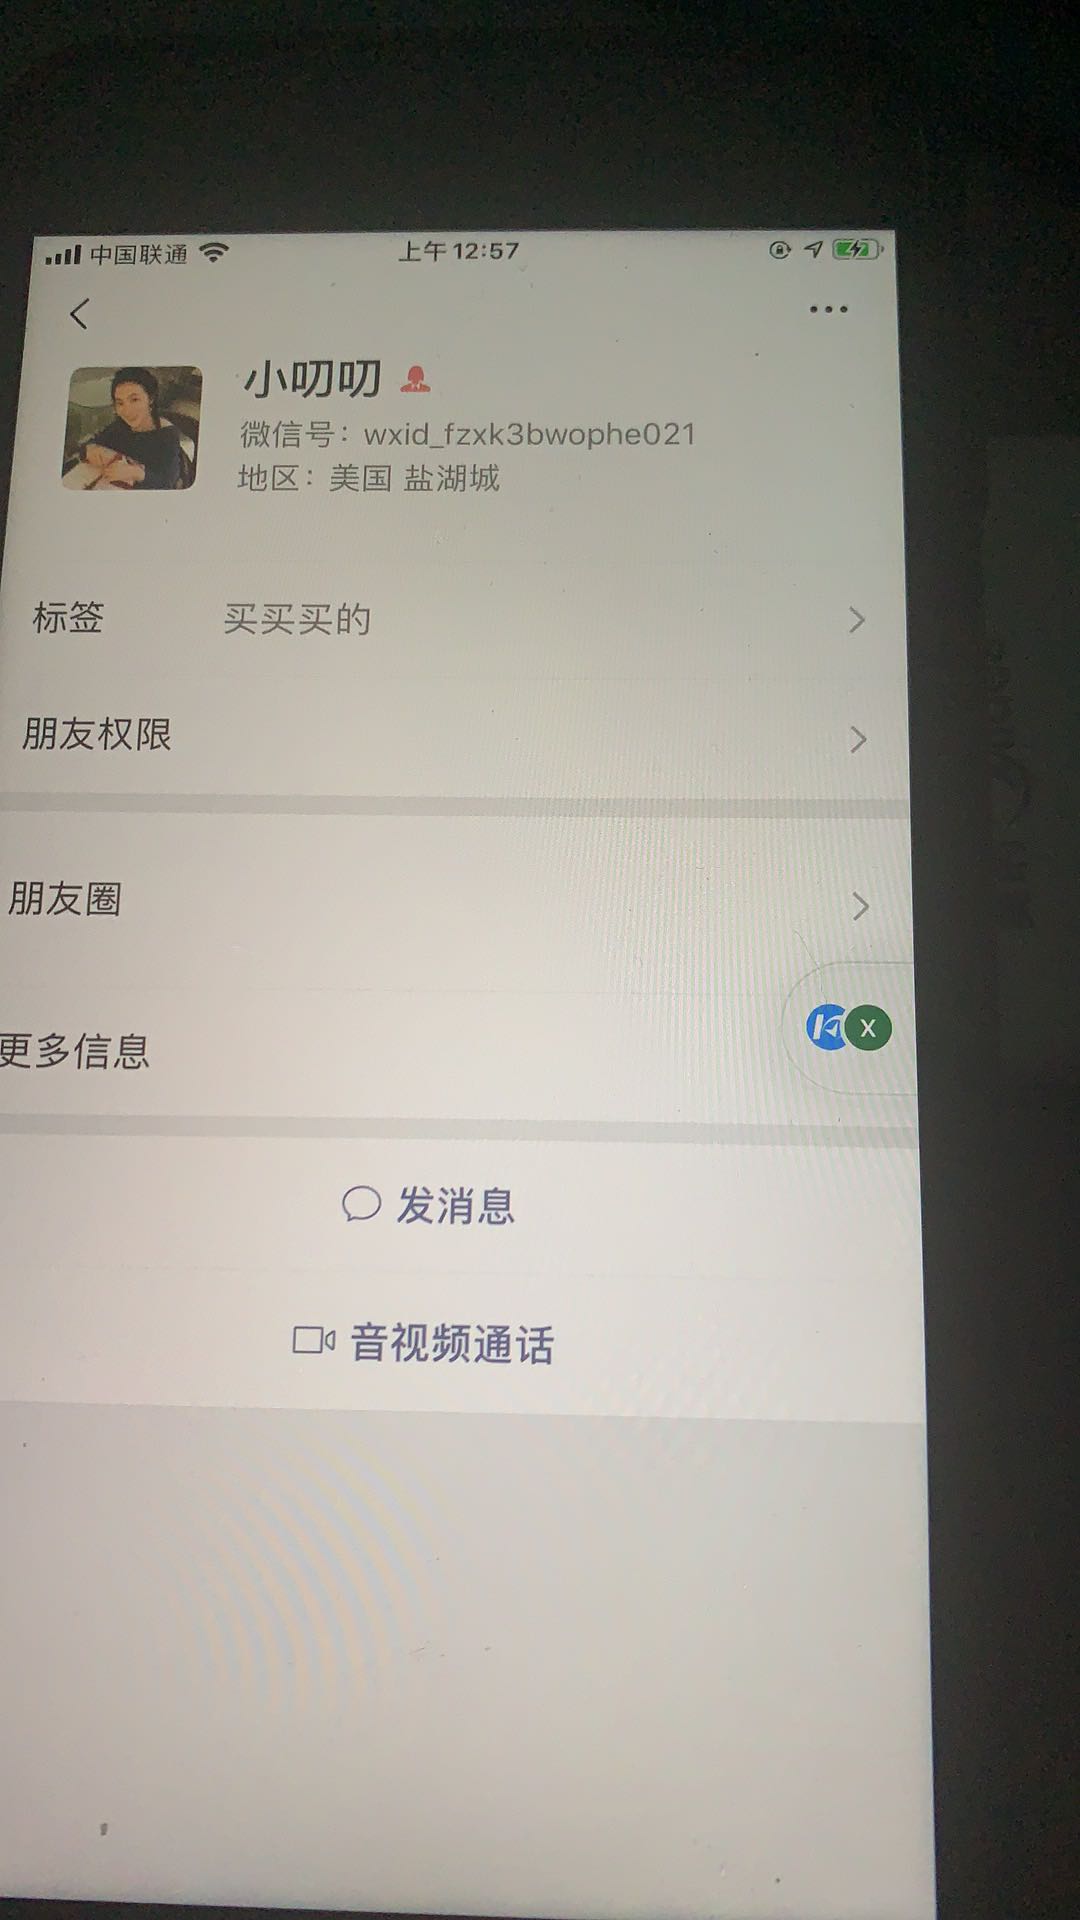 中国联通
上午12:57
小叨叨
微信号：wxid_fzxk3bwophe021
地区：美国 盐湖城
标签 买买买的
朋友权限
朋友圈
X
更多信息
发消息
音视频通话